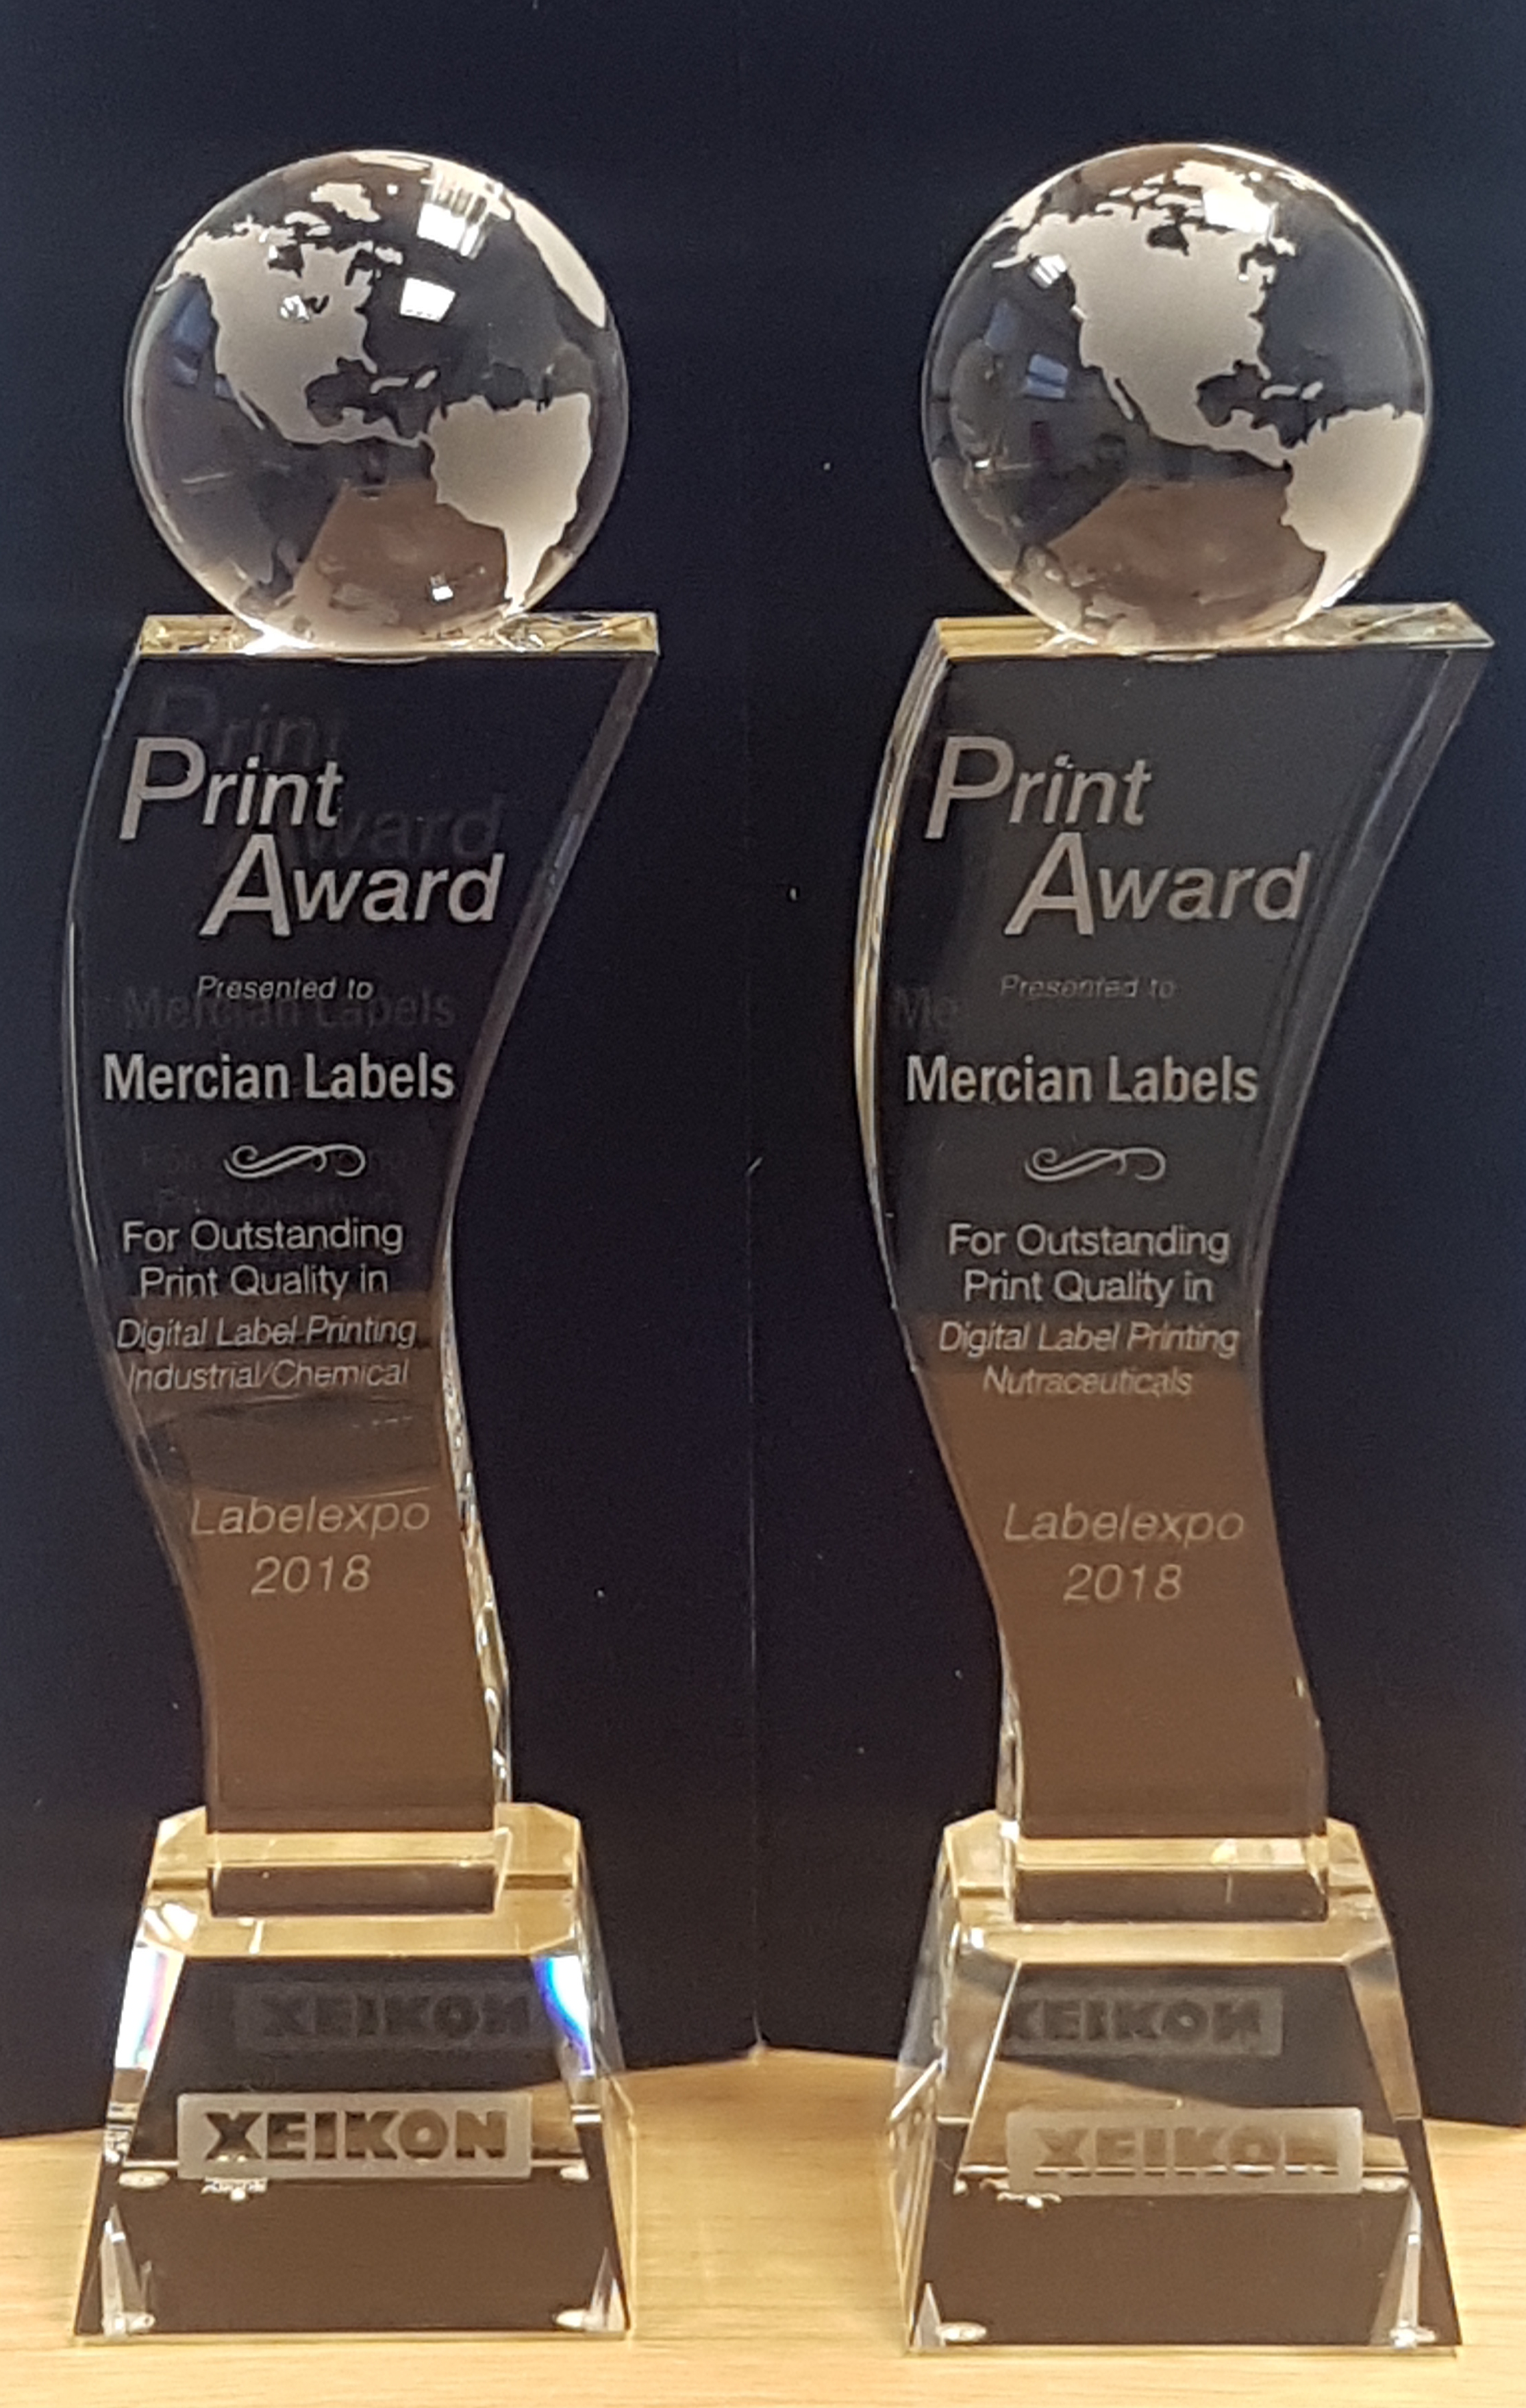 Print
Award
Presented to
Mercian Labels
For Outstanding
Print Quality in
Digital Label Printing
Industrial/Chemical
Labelexpo
2018
XEIKON
Print
Award
Presented to
Mercian Labels
For Outstanding
Print Quality in
Digital Label Printing
Nutraceuticals
Labelexpo
2018
XEIKON